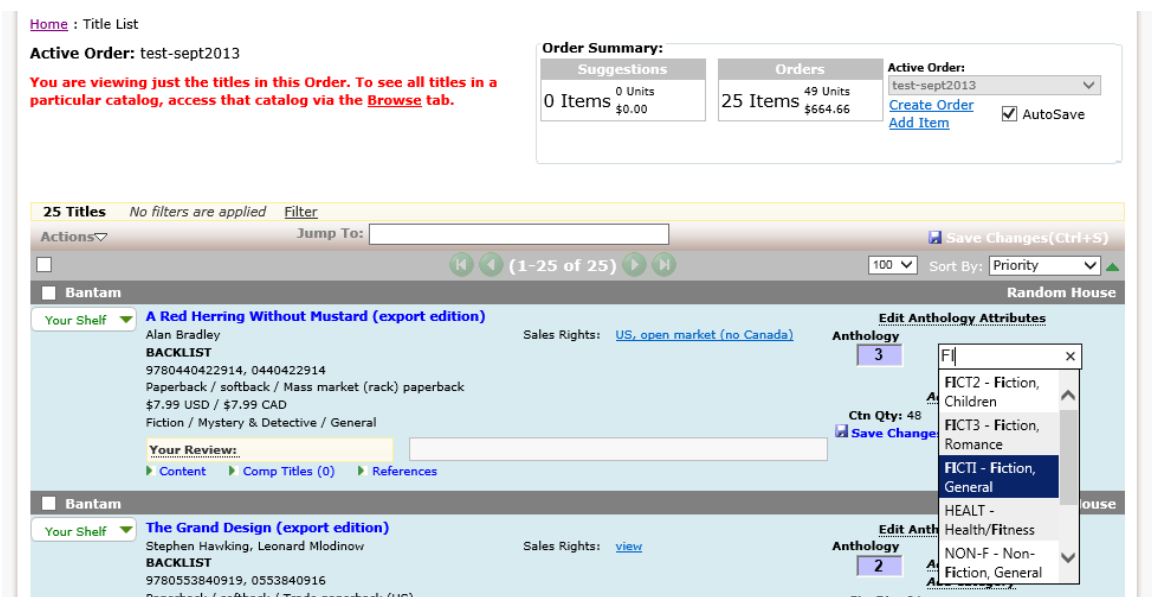 Home : Title List
Active Order: test-sept2013
You are viewing just the titles in this Order. To see all titles in a
particular catalog, access that catalog via the Browse tab.
Order Summary:
Suggestions
0 Items 0 Units
$0.00
Orders
25 Items 49 Units
$664.66
Active Order:
test-sept2013
Create Order
Add Item
AutoSave
25 Titles No filters are applied Filter
Actions Jump To: Save Changes(Ctrl+S)
(1-25 of 25) 100 Sort By: Priority
Bantam Random House
Your Shelf A Red Herring Without Mustard (export edition)
Alan Bradley
BACKLIST
9780440422914, 0440422914
Paperback / softback / Mass market (rack) paperback
$7.99 USD / $7.99 CAD
Fiction / Mystery & Detective / General
Sales Rights: US, open market (no Canada)
Edit Anthology Attributes
Anthology
3
FI
FICT2 - Fiction,
Children
FICT3 - Fiction,
Romance
FICTI - Fiction,
General
HEALT -
Health/Fitness
NON-F - Non-
Fiction, General
Ctn Qty: 48
Save Change
Your Review:
Content Comp Titles (0) References
Bantam ouse
Your Shelf The Grand Design (export edition)
Stephen Hawking, Leonard Mlodinow
BACKLIST
9780553840919, 0553840916
Paperback / softback / Trade paperback (US)
Sales Rights: view
Edit Anth
Anthology
2